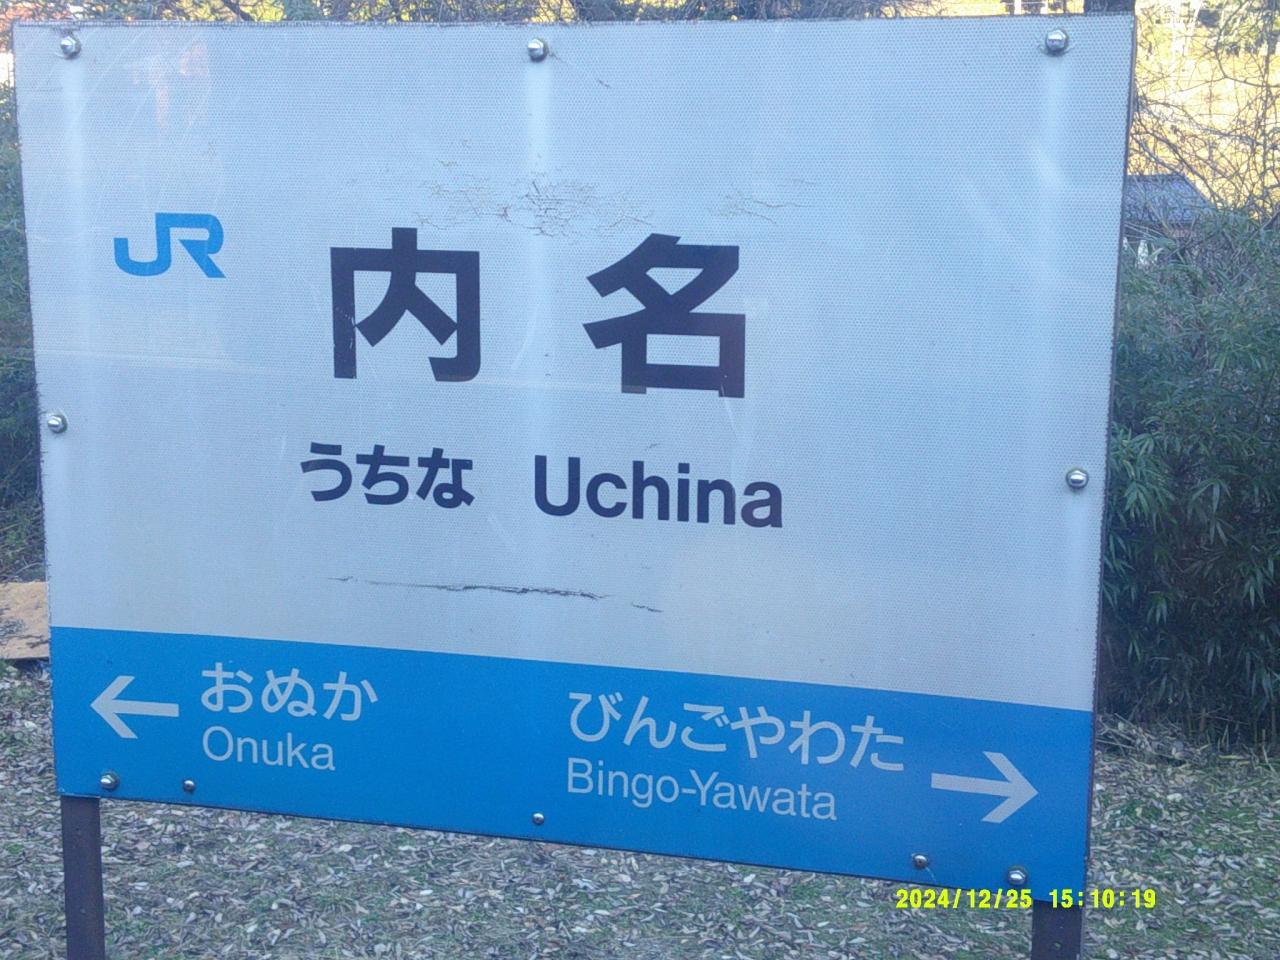 JR
内名
うちな Uchina
おぬか
Onuka
びんごやわた
Bingo-Yawata
2024/12/25 15:10:19